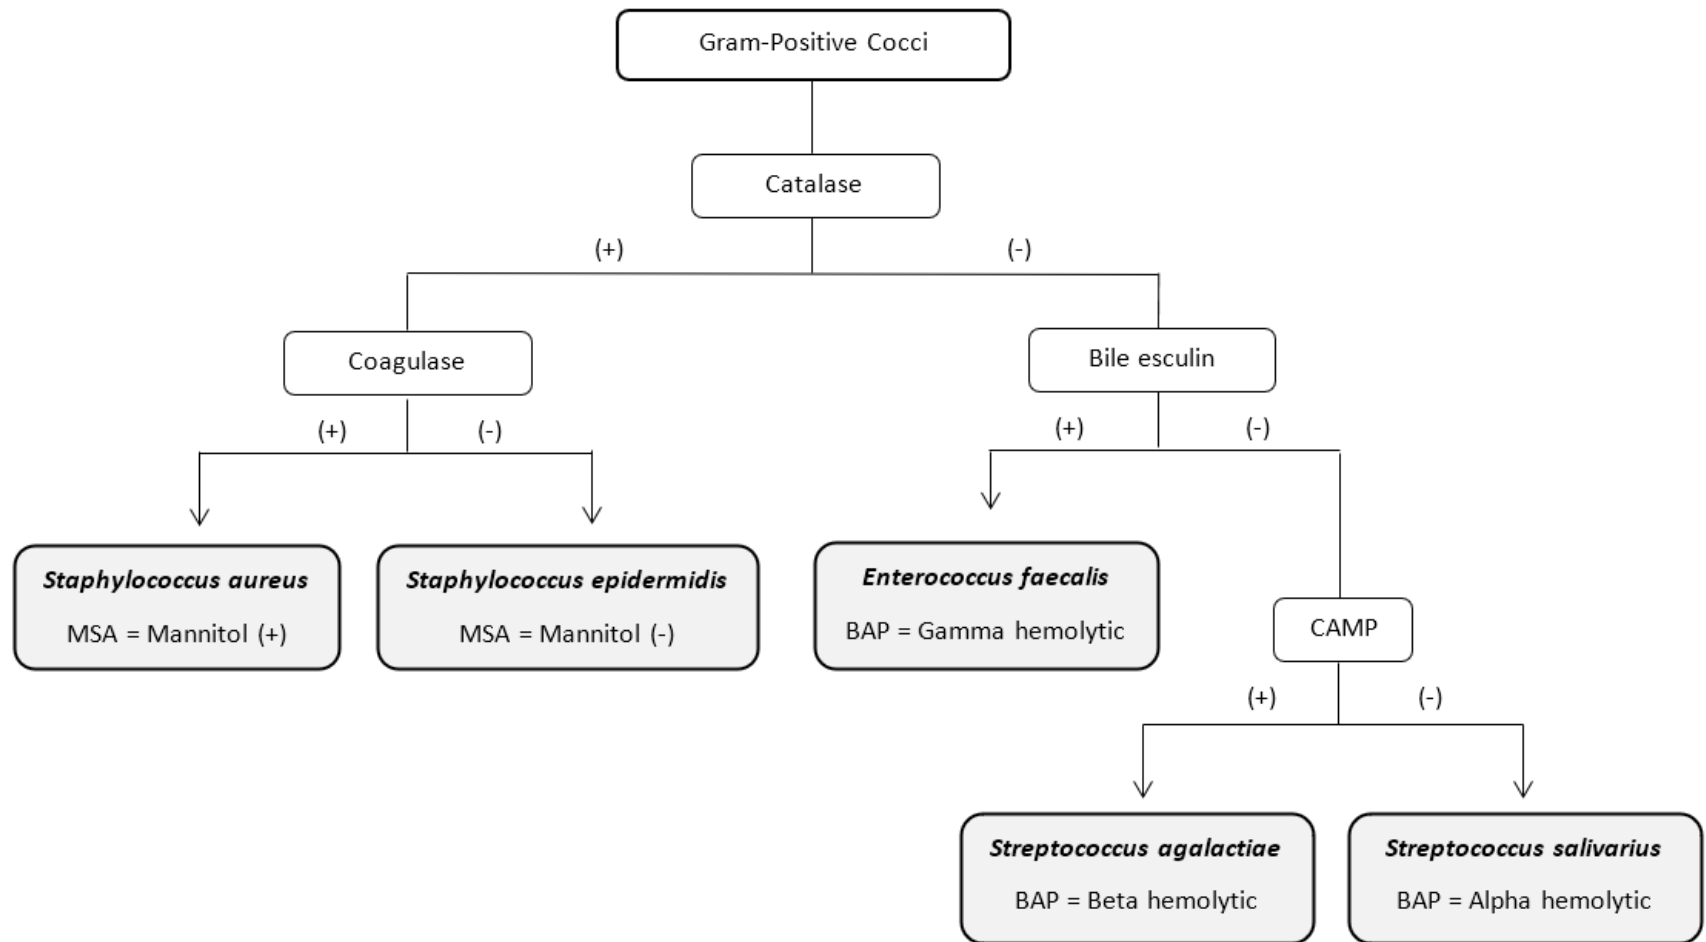 Gram-Positive Cocci
Catalase
(+)
(-)
Coagulase
Bile esculin
(+)
(-)
(+)
(-)
Staphylococcus aureus
MSA = Mannitol (+)
Staphylococcus epidermidis
MSA = Mannitol (-)
Enterococcus faecalis
BAP = Gamma hemolytic
CAMP
(+)
(-)
Streptococcus agalactiae
BAP = Beta hemolytic
Streptococcus salivarius
BAP = Alpha hemolytic